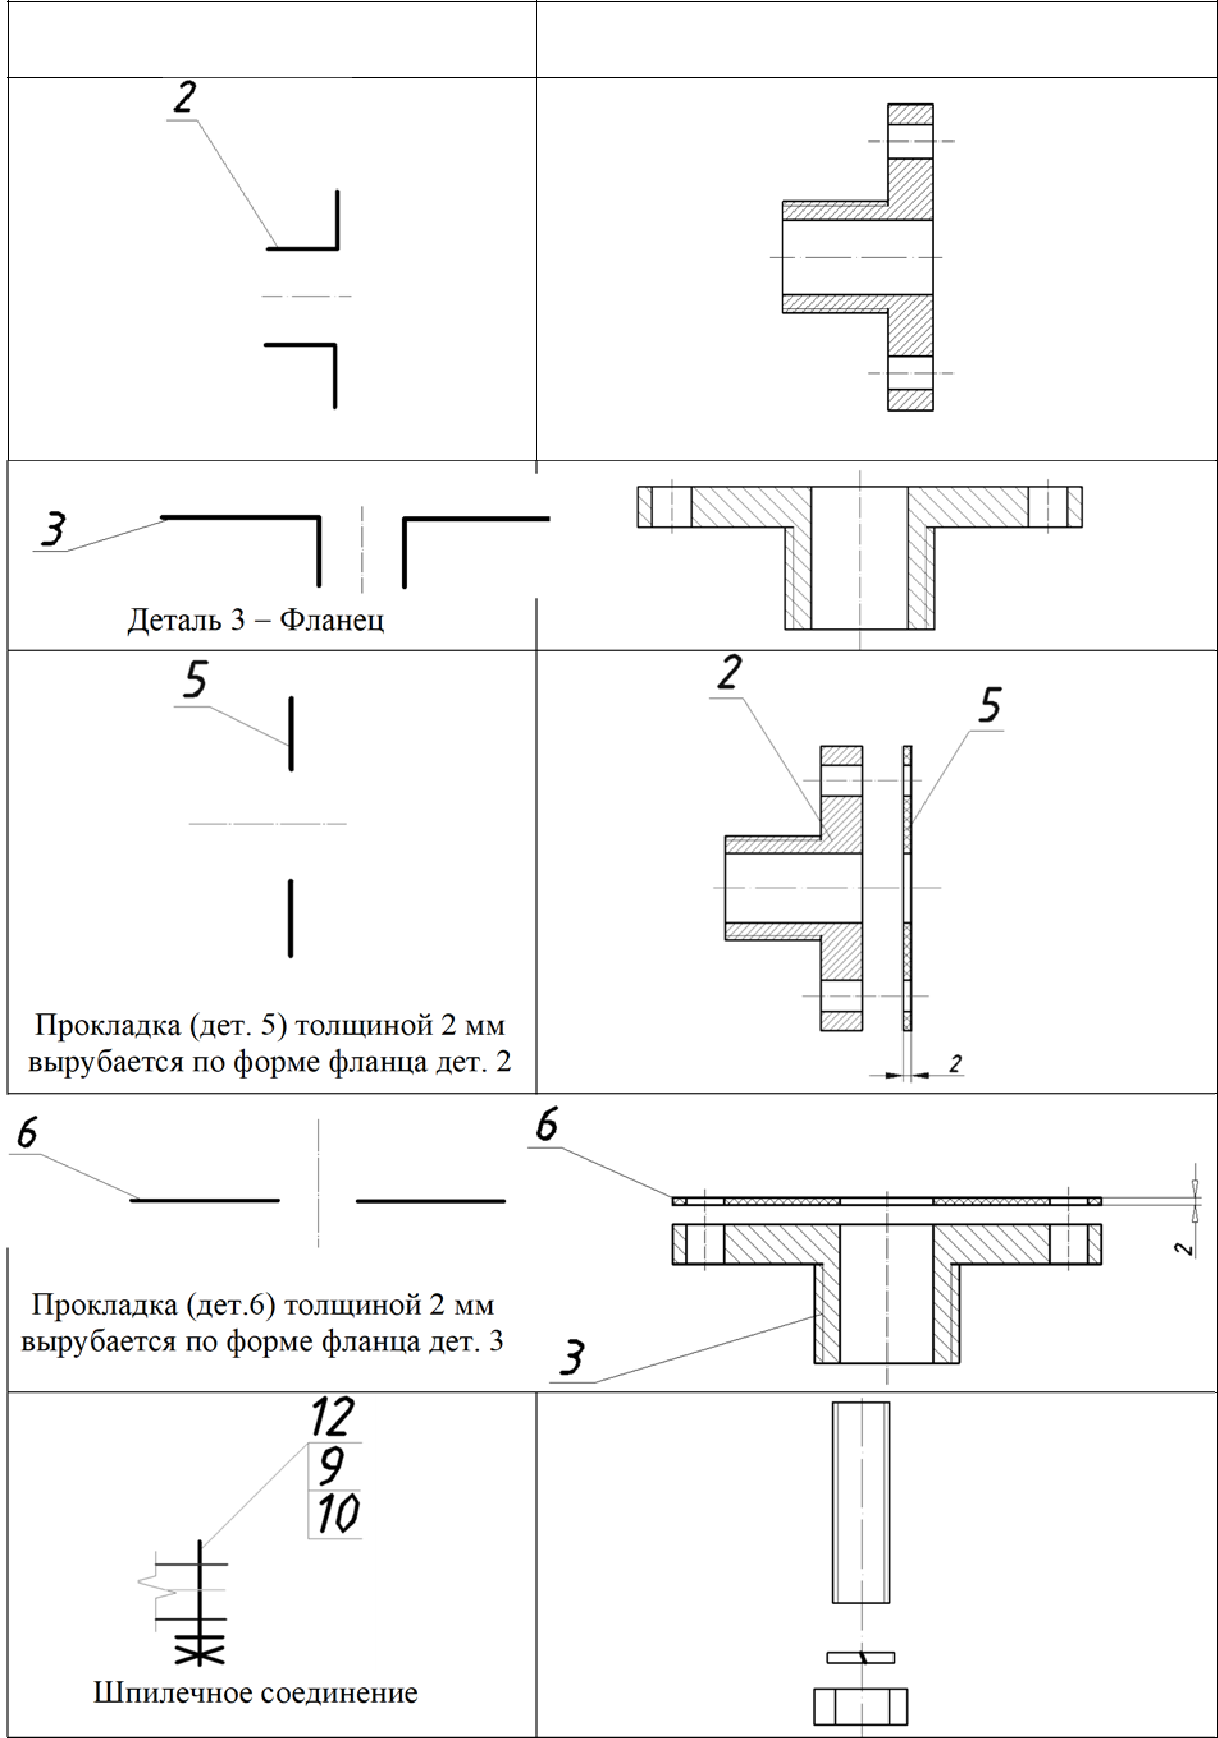 2
3
Деталь 3 – Фланец
5
Прокладка (дет. 5) толщиной 2 мм
вырубается по форме фланца дет. 2
2
5
2
6
Прокладка (дет.6) толщиной 2 мм
вырубается по форме фланца дет. 3
6
2
3
12
9
10
Шпилечное соединение